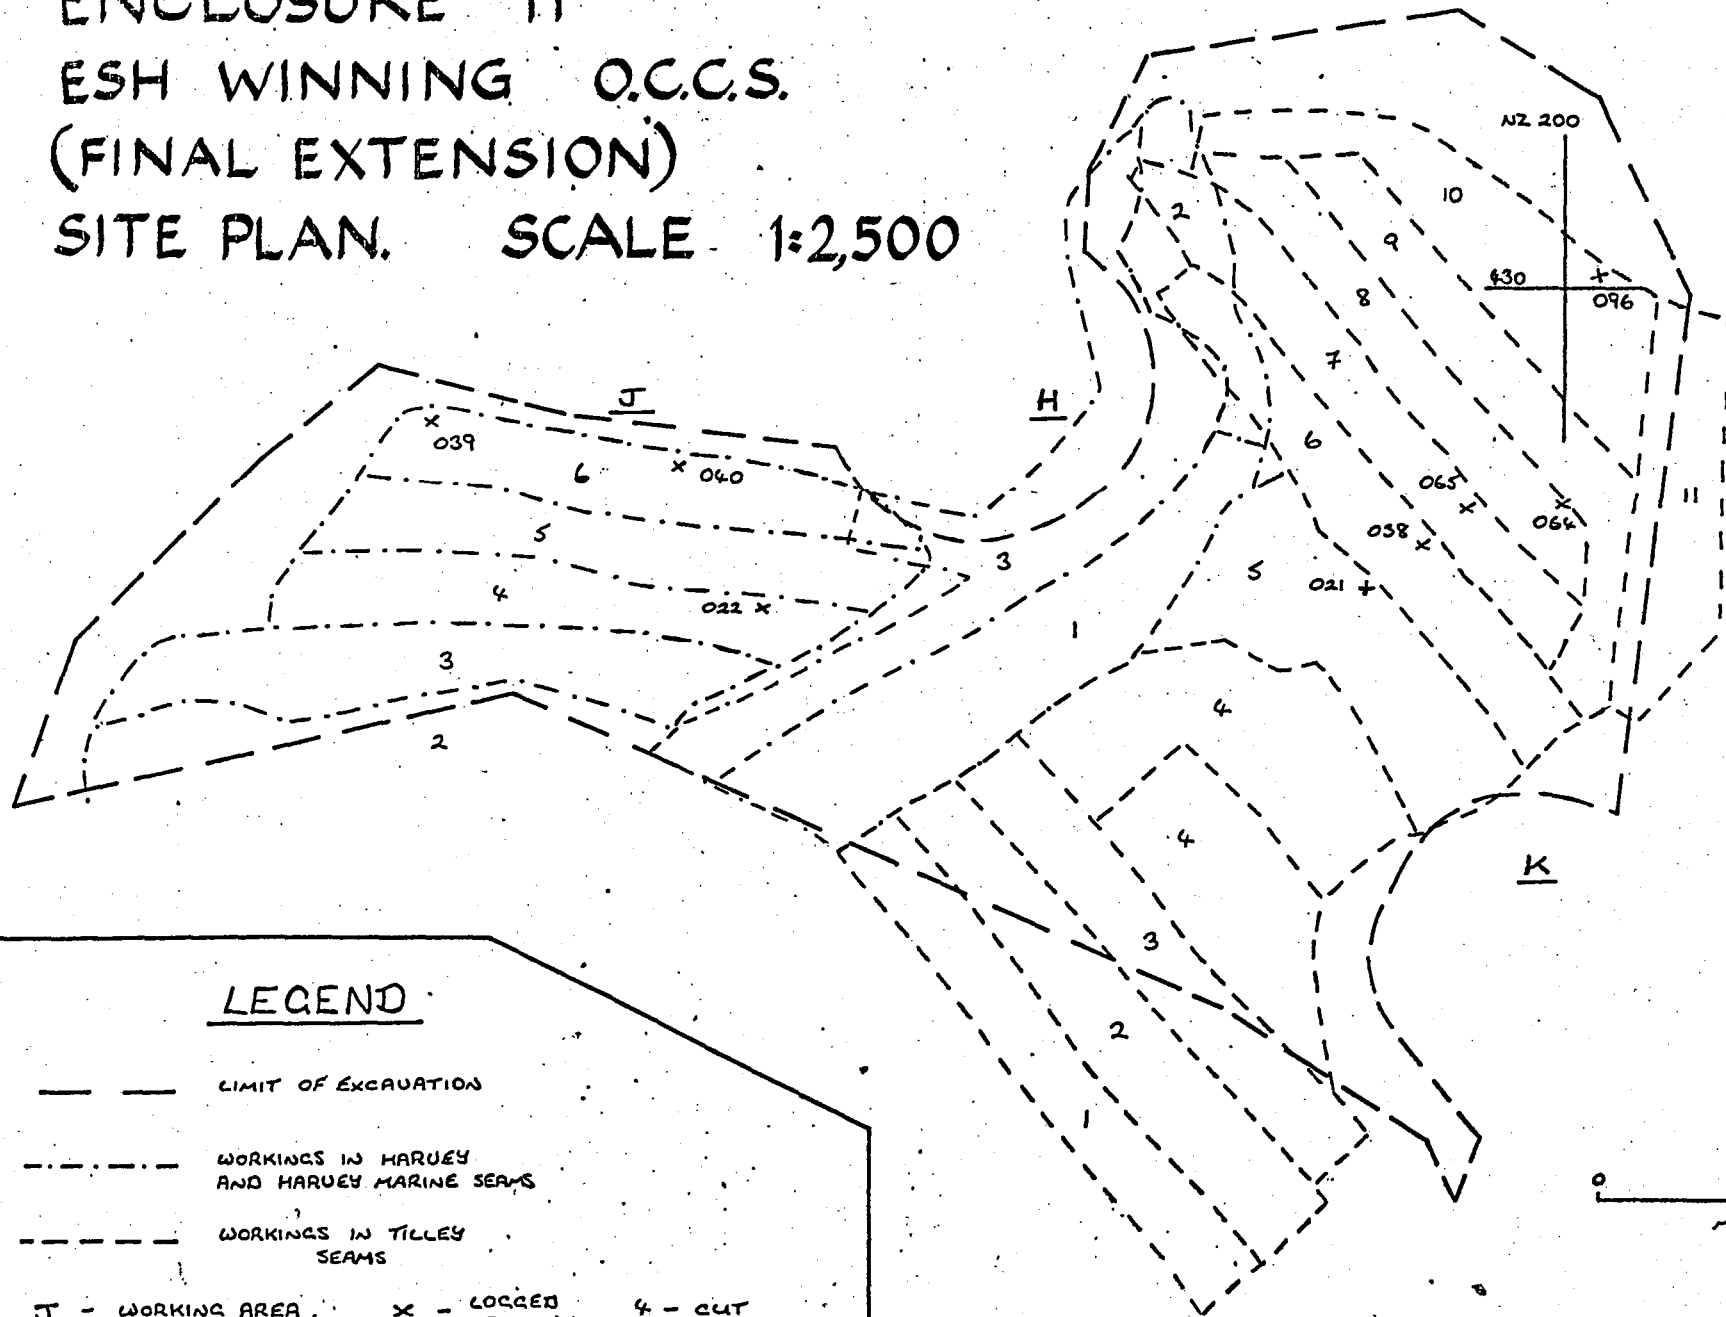 ENCLOSURE 11
ESH WINNING O.C.C.S.
(FINAL EXTENSION)
SITE PLAN. SCALE 1:2,500
NZ 200
10
2
9
430
096
8
7
J
H
039
6
040
6
065
11
064
038
5
3
5
021
4
022
1
3
4
2
4
K
3
2
1
LEGEND
LIMIT OF EXCAVATION
WORKINGS IN HARVEY
AND HARVEY MARINE SEAMS
WORKINGS IN TILLEY
SEAMS
J - WORKING AREA. x - LOGGED 4 - CUT
0